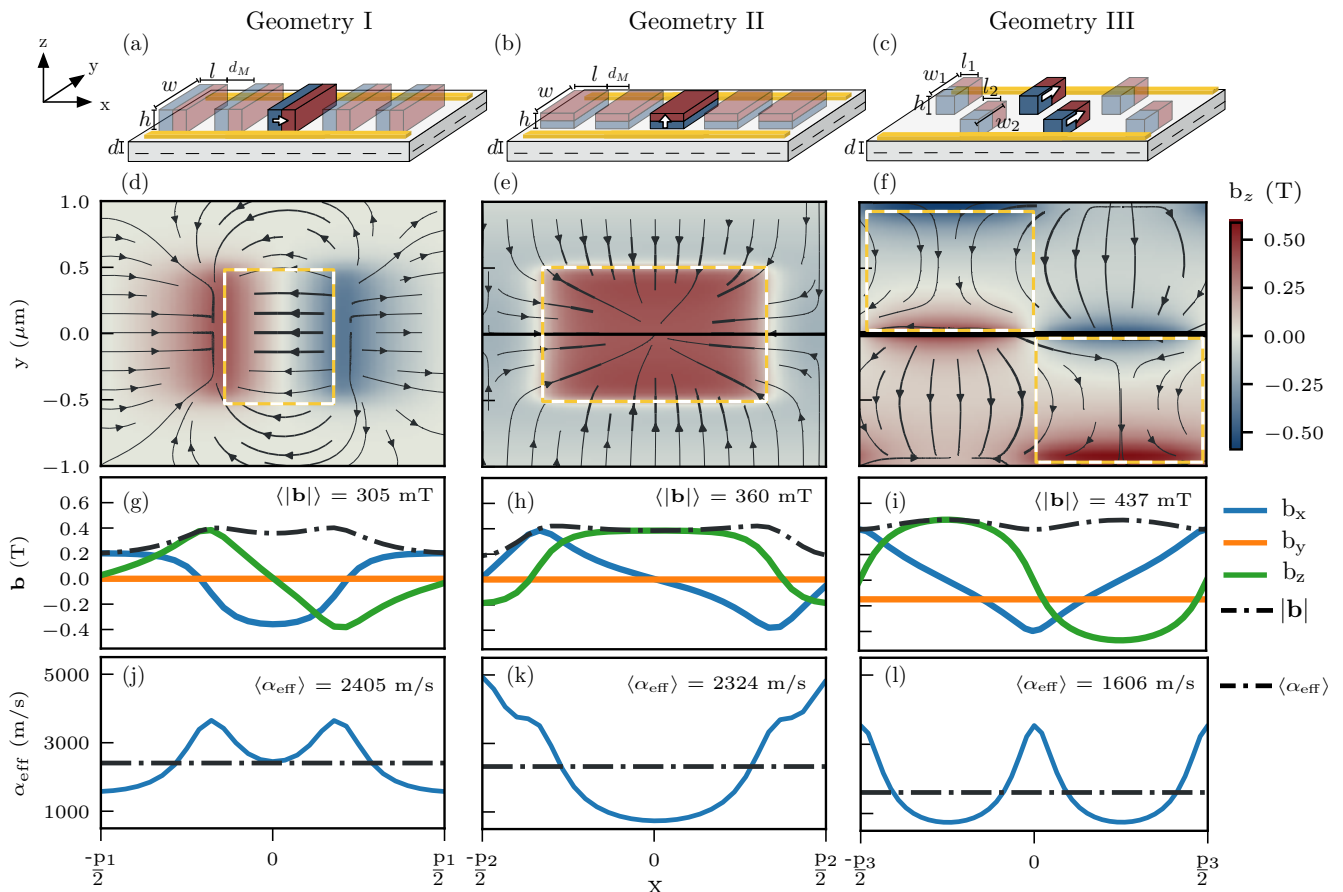 Geometry I
Geometry II
Geometry III
(a)
(b)
(c)
z
y
x
w
l
d_M
h
d
w
l
d_M
h
d
w_1
l_1
l_2
h
w_2
d
(d)
(e)
(f)
1.0
0.5
0.0
−0.5
−1.0
y (μm)
b_z (T)
0.50
0.25
0.00
−0.25
−0.50
(g)
⟨|b|⟩ = 305 mT
(h)
⟨|b|⟩ = 360 mT
(i)
⟨|b|⟩ = 437 mT
0.6
0.4
0.2
0.0
−0.2
−0.4
b (T)
b_x
b_y
b_z
|b|
(j)
⟨α_eff⟩ = 2405 m/s
(k)
⟨α_eff⟩ = 2324 m/s
(l)
⟨α_eff⟩ = 1606 m/s
⟨α_eff⟩
5000
3000
1000
α_eff (m/s)
-p_1/2
0
p_1/2
-p_2/2
0
p_2/2
-p_3/2
0
p_3/2
x